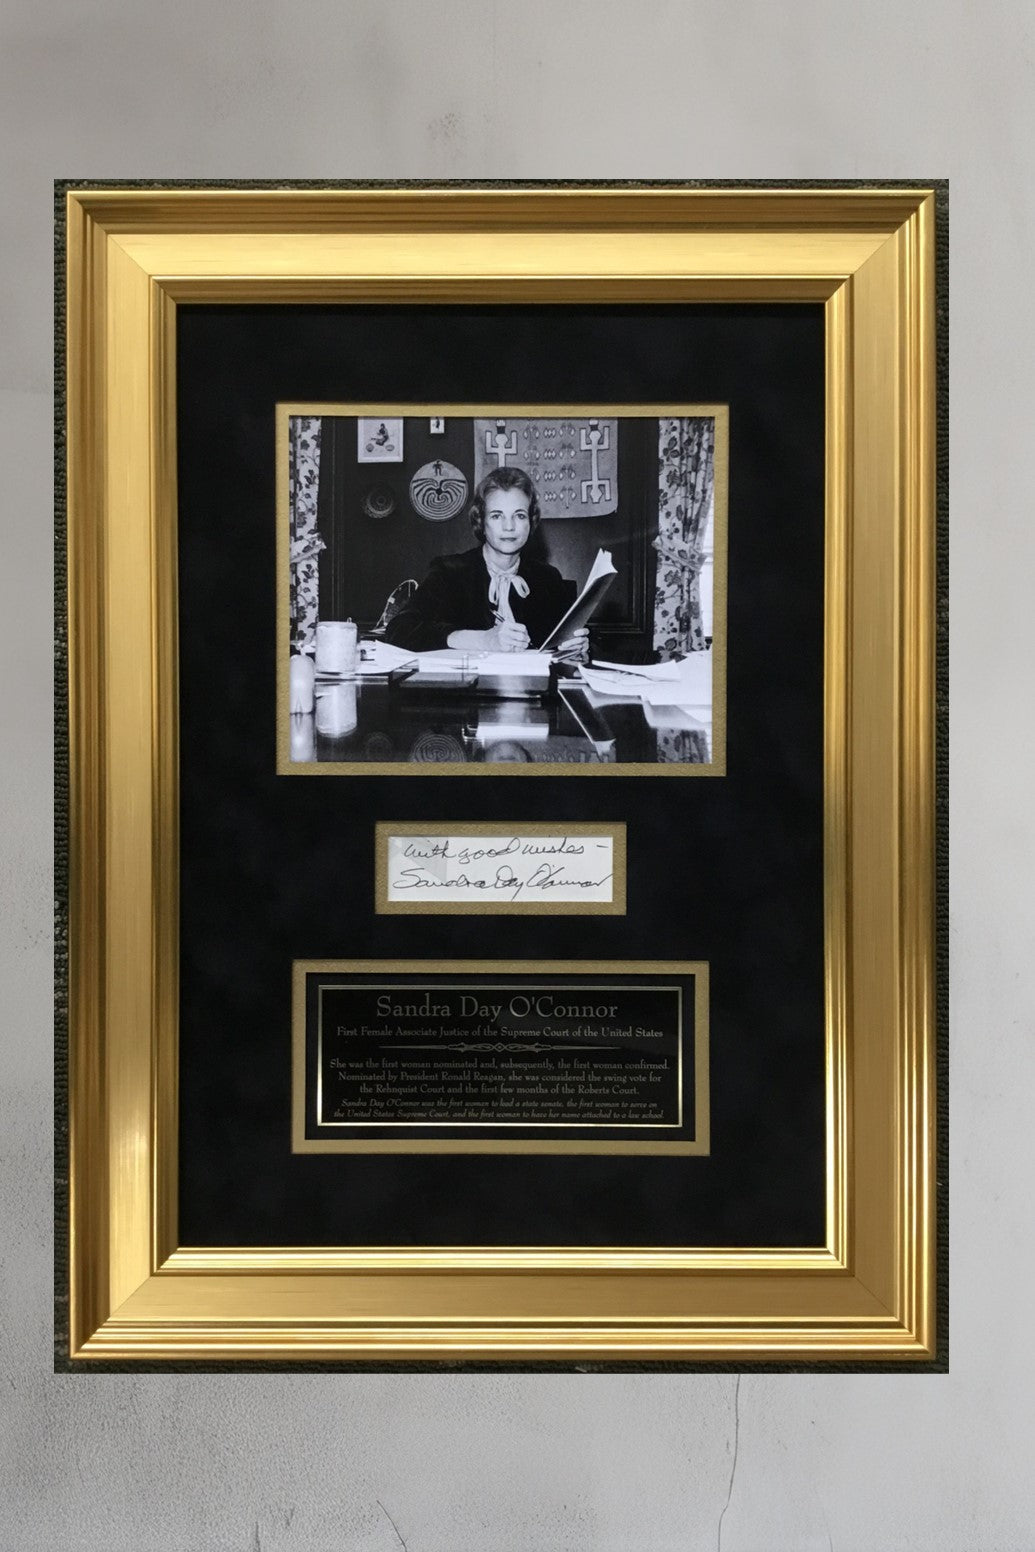 with good wishes -
Sandra Day O'Connor
Sandra Day O'Connor
First Female Associate Justice of the Supreme Court of the United States
She was the first woman nominated and, subsequently, the first woman confirmed.
Nominated by President Ronald Reagan, she was considered the swing vote for
the Rehnquist Court and the first few months of the Roberts Court.
Sandra Day O'Connor was the first woman to lead a state senate, the first woman to serve on
the United States Supreme Court, and the first woman to have her name attached to a law school.